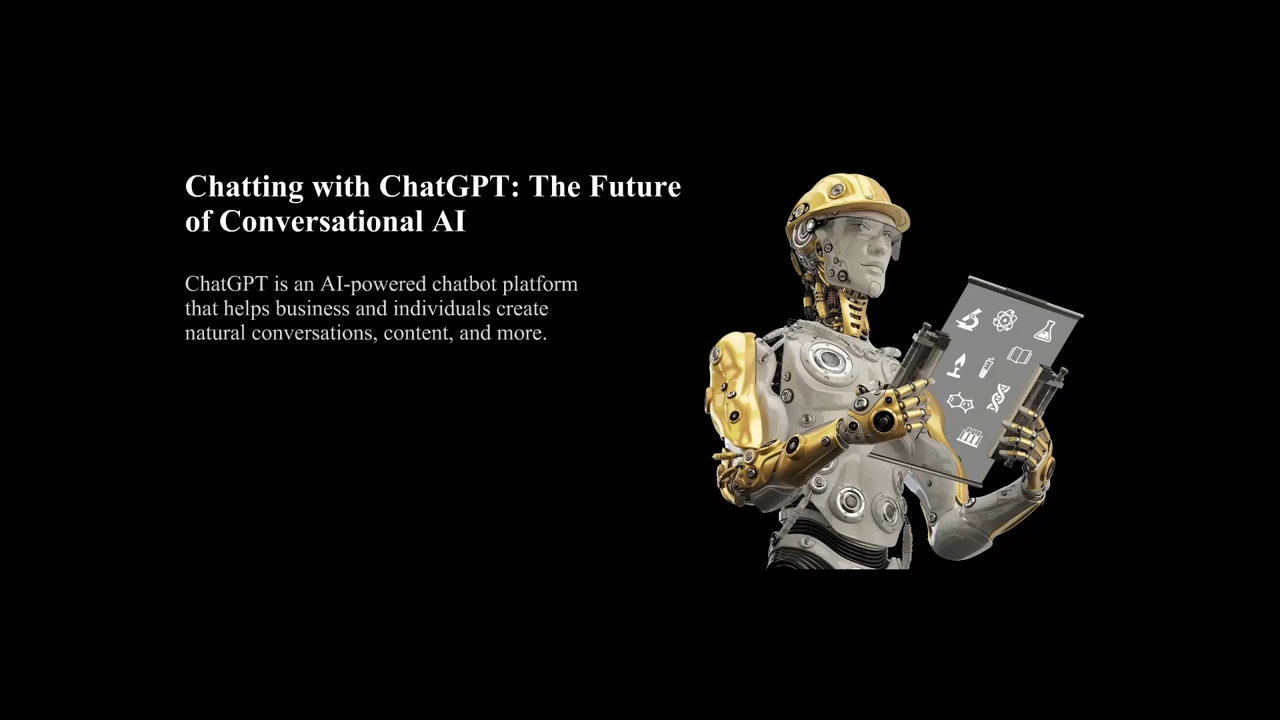 Chatting with ChatGPT: The Future
of Conversational AI
ChatGPT is an AI-powered chatbot platform
that helps business and individuals create
natural conversations, content, and more.